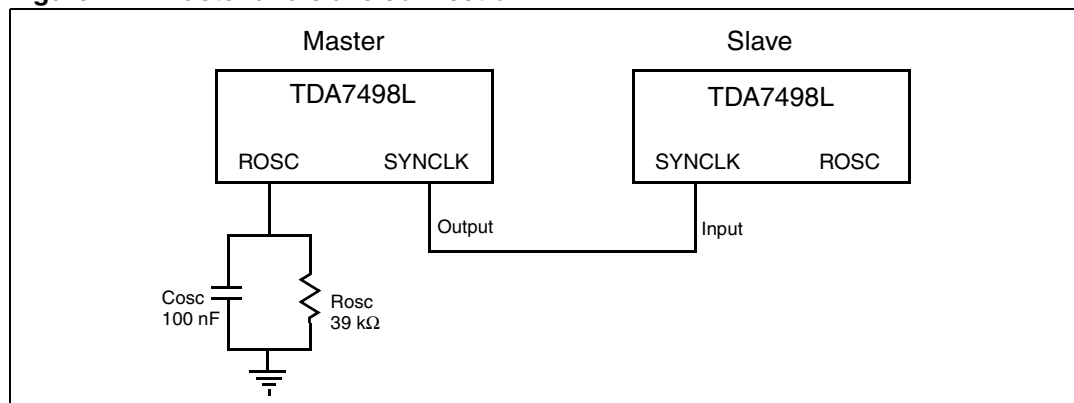 Master Slave
TDA7498L TDA7498L
ROSC SYNCLK SYNCLK ROSC
Output Input
Cosc
100 nF
Rosc
39 kΩ